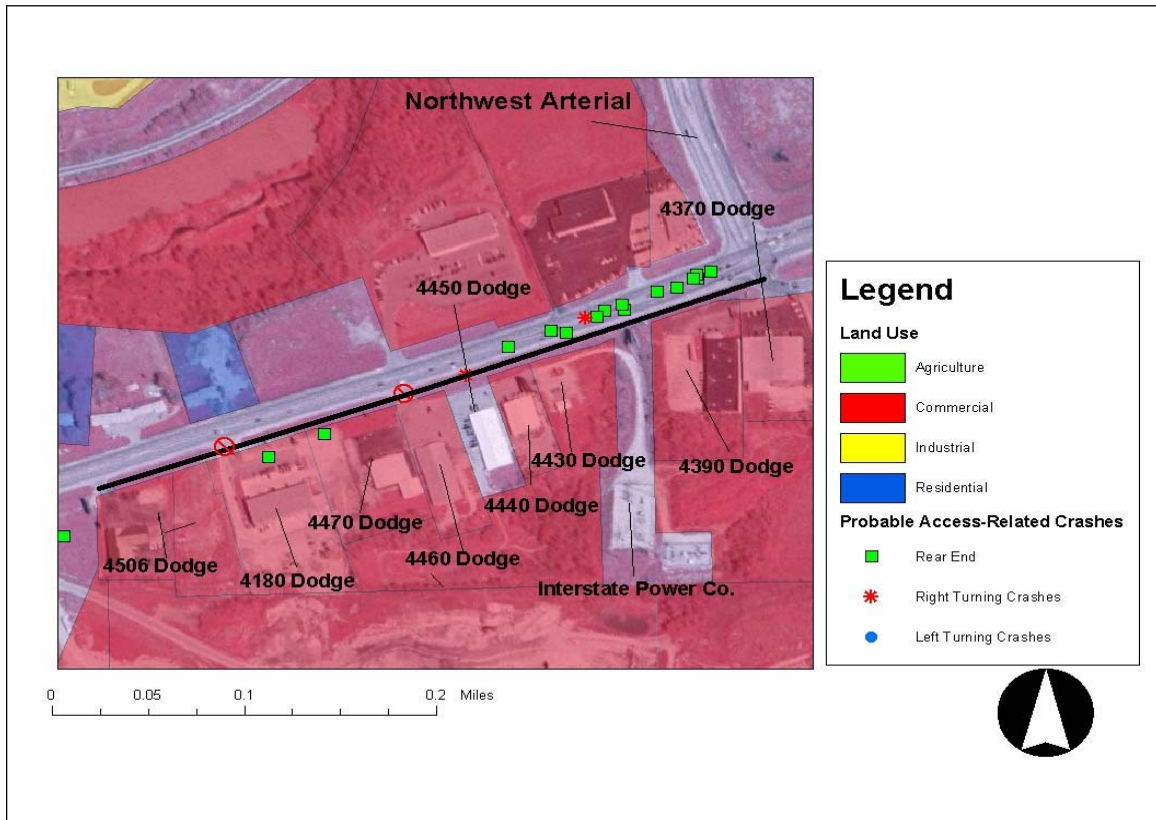 Northwest Arterial
4370 Dodge
4450 Dodge
4430 Dodge
4390 Dodge
4440 Dodge
4470 Dodge
4460 Dodge
4506 Dodge
4180 Dodge
Interstate Power Co.
0 0.05 0.1 0.2 Miles
Legend
Land Use
Agriculture
Commercial
Industrial
Residential
Probable Access-Related Crashes
Rear End
Right Turning Crashes
Left Turning Crashes